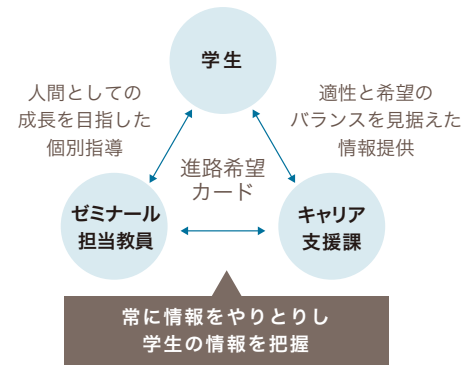 学生
人間としての
成長を目指した
個別指導
適性と希望の
バランスを見据えた
情報提供
進路希望
カード
ゼミナール
担当教員
キャリア
支援課
常に情報をやりとりし
学生の情報を把握